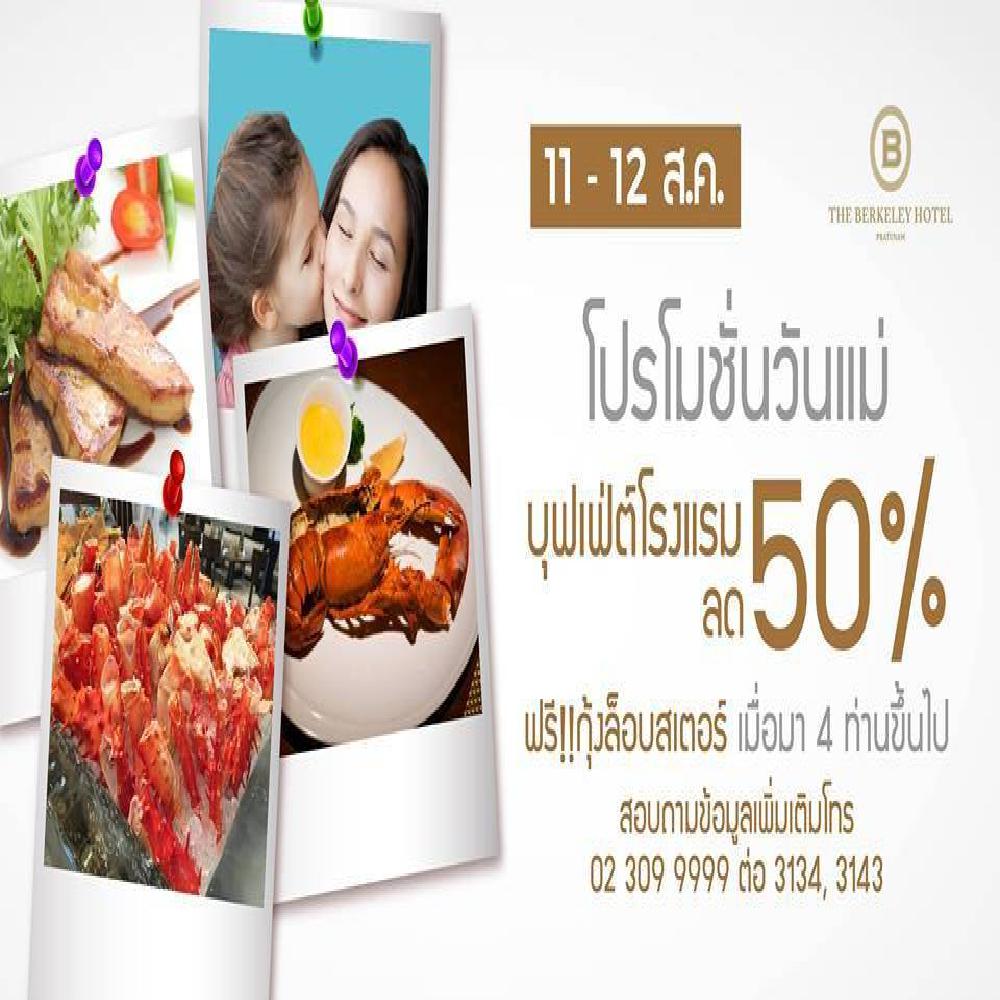 11 - 12 ส.ค.
B
THE BERKELEY HOTEL
PRATUNAM
โปรโมชั่นวันแม่
บุฟเฟ่ต์โรงแรม
ลด 50%
ฟรี!!กุ้งล็อบสเตอร์ เมื่อมา 4 ท่านขึ้นไป
สอบถามข้อมูลเพิ่มเติมโทร
02 309 9999 ต่อ 3134, 3143